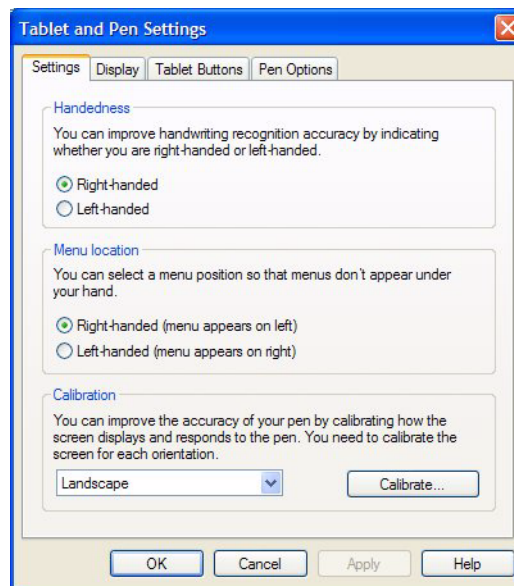 Tablet and Pen Settings
Settings Display Tablet Buttons Pen Options
Handedness
You can improve handwriting recognition accuracy by indicating
whether you are right-handed or left-handed.
Right-handed
Left-handed
Menu location
You can select a menu position so that menus don't appear under
your hand.
Right-handed (menu appears on left)
Left-handed (menu appears on right)
Calibration
You can improve the accuracy of your pen by calibrating how the
screen displays and responds to the pen. You need to calibrate the
screen for each orientation.
Landscape Calibrate...
OK Cancel Apply Help